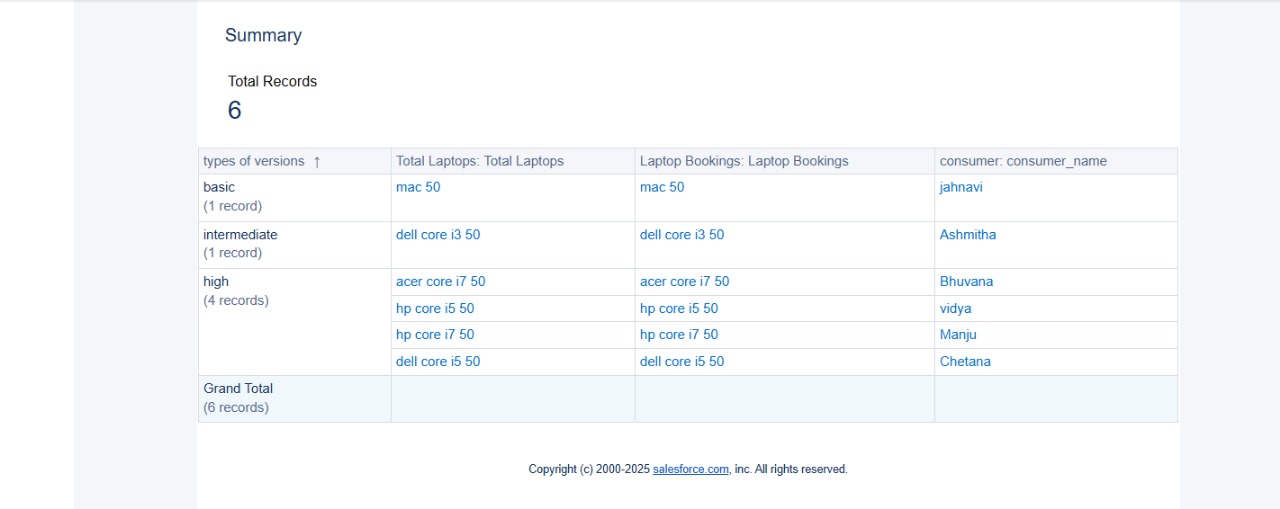 Summary
Total Records
6
types of versions ↑ Total Laptops: Total Laptops Laptop Bookings: Laptop Bookings consumer: consumer_name
basic mac 50 mac 50 jahnavi
(1 record)
intermediate dell core i3 50 dell core i3 50 Ashmitha
(1 record)
high acer core i7 50 acer core i7 50 Bhuvana
(4 records)
hp core i5 50 hp core i5 50 vidya
hp core i7 50 hp core i7 50 Manju
dell core i5 50 dell core i5 50 Chetana
Grand Total
(6 records)
Copyright (c) 2000-2025 salesforce.com, inc. All rights reserved.